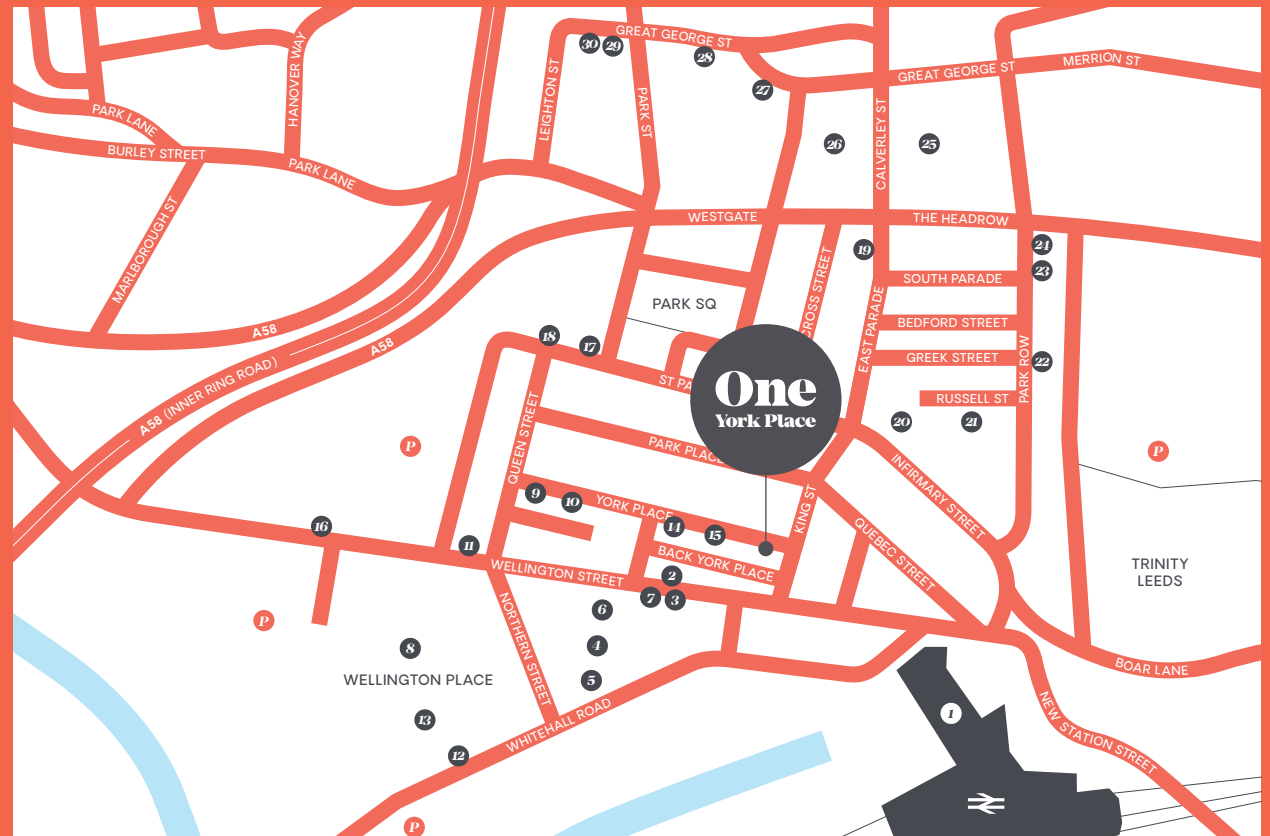 GREAT GEORGE ST
30
29
28
HANOVER WAY
LEIGHTON ST
PARK ST
27
GREAT GEORGE ST
MERRION ST
PARK LANE
BURLEY STREET
PARK LANE
CALVERLEY ST
26
25
MARLBOROUGH ST
WESTGATE
THE HEADROW
19
24
23
CROSS STREET
SOUTH PARADE
PARK SQ
EAST PARADE
BEDFORD STREET
A58
A58
18
17
GREEK STREET
22
PARK ROW
A58 (INNER RING ROAD)
ST PA
One
York Place
RUSSELL ST
20
21
QUEEN STREET
PARK PLACE
P
P
INFIRMARY STREET
9
10
YORK PLACE
14
15
KING ST
QUEBEC STREET
16
11
BACK YORK PLACE
WELLINGTON STREET
2
7
3
6
TRINITY
LEEDS
P
8
NORTHERN STREET
4
5
WELLINGTON PLACE
BOAR LANE
13
12
WHITEHALL ROAD
1
NEW STATION STREET
P